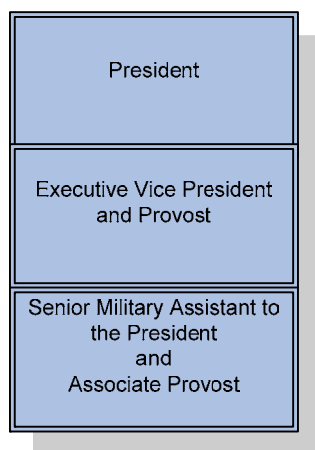 President
Executive Vice President
and Provost
Senior Military Assistant to
the President
and
Associate Provost